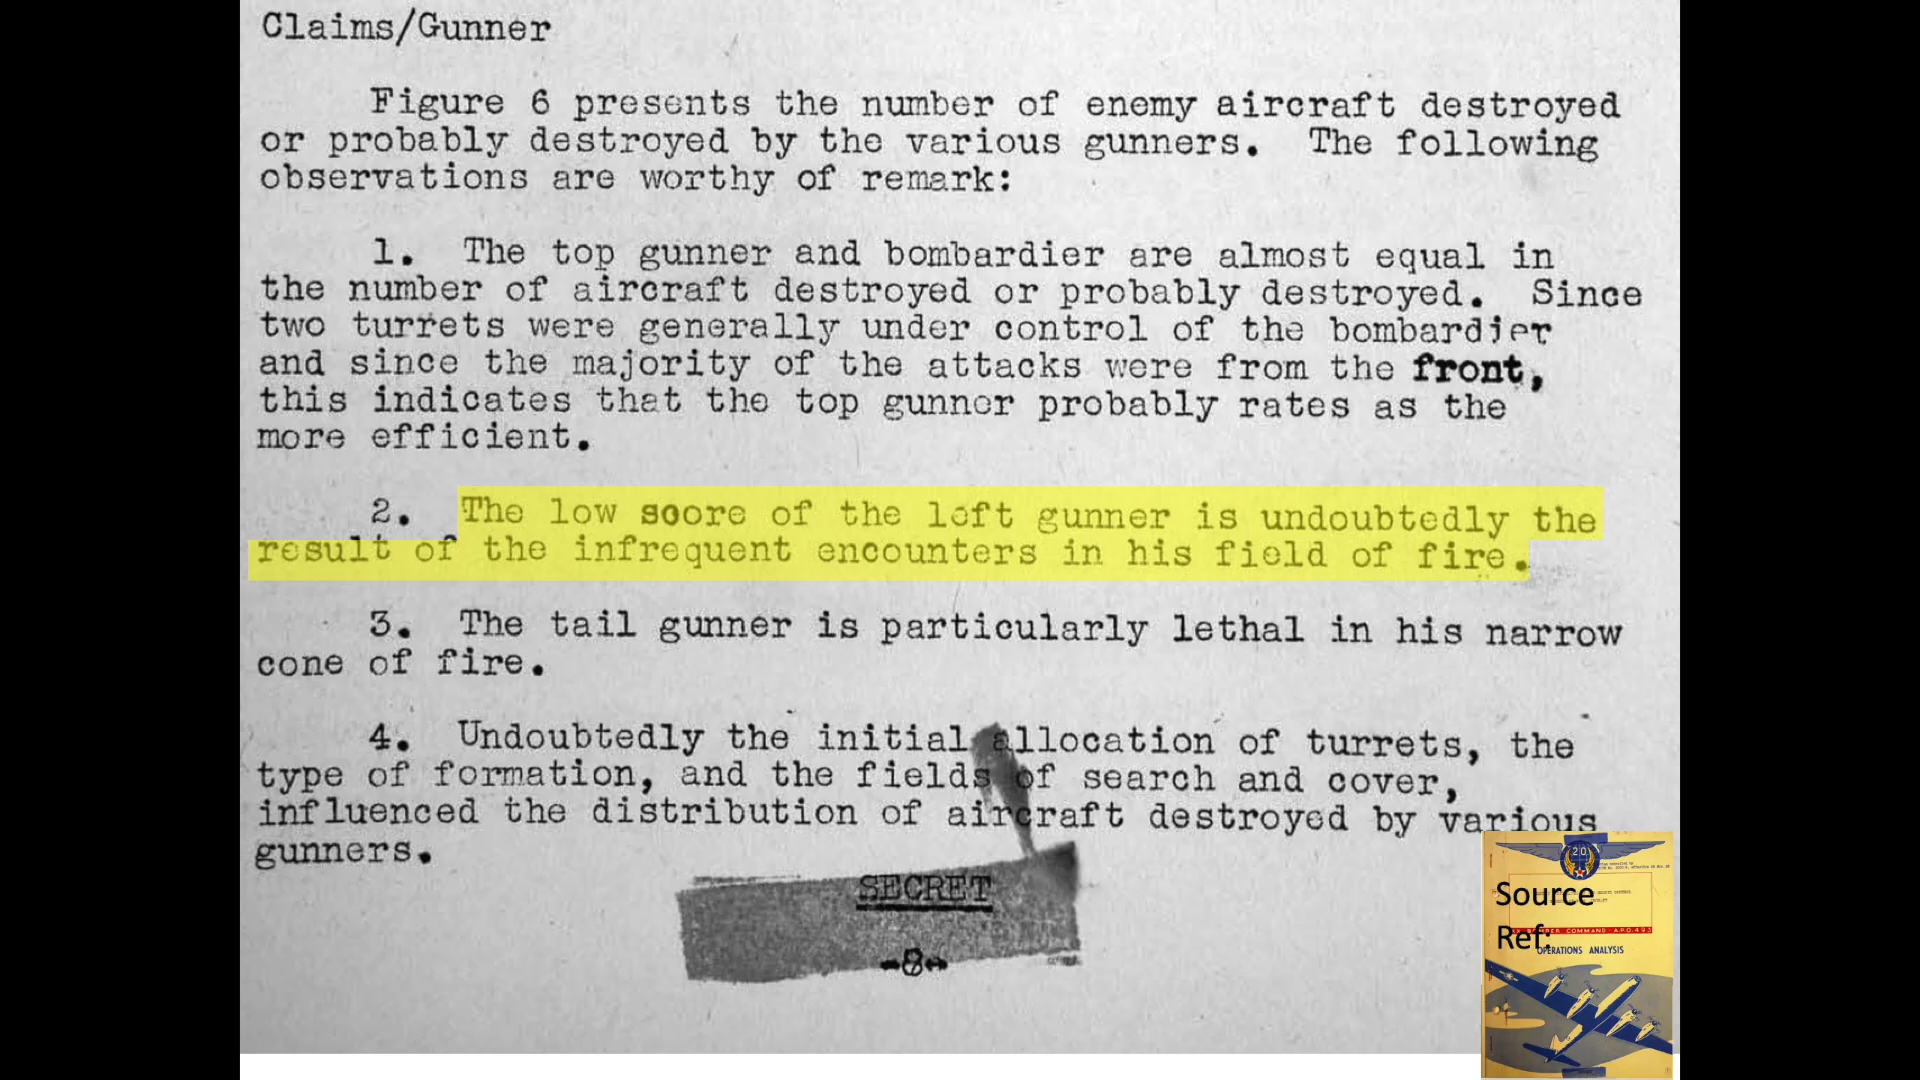 Claims/Gunner
Figure 6 presents the number of enemy aircraft destroyed
or probably destroyed by the various gunners. The following
observations are worthy of remark:
1. The top gunner and bombardier are almost equal in
the number of aircraft destroyed or probably destroyed. Since
two turrets were generally under control of the bombardier
and since the majority of the attacks were from the front,
this indicates that the top gunner probably rates as the
more efficient.
2. The low score of the left gunner is undoubtedly the
result of the infrequent encounters in his field of fire.
3. The tail gunner is particularly lethal in his narrow
cone of fire.
4. Undoubtedly the initial allocation of turrets, the
type of formation, and the fields of search and cover,
influenced the distribution of aircraft destroyed by various
gunners.
SECRET
-8-
20
Source
Ref:
COMMAND A.P.O. 493
OPERATIONS ANALYSIS